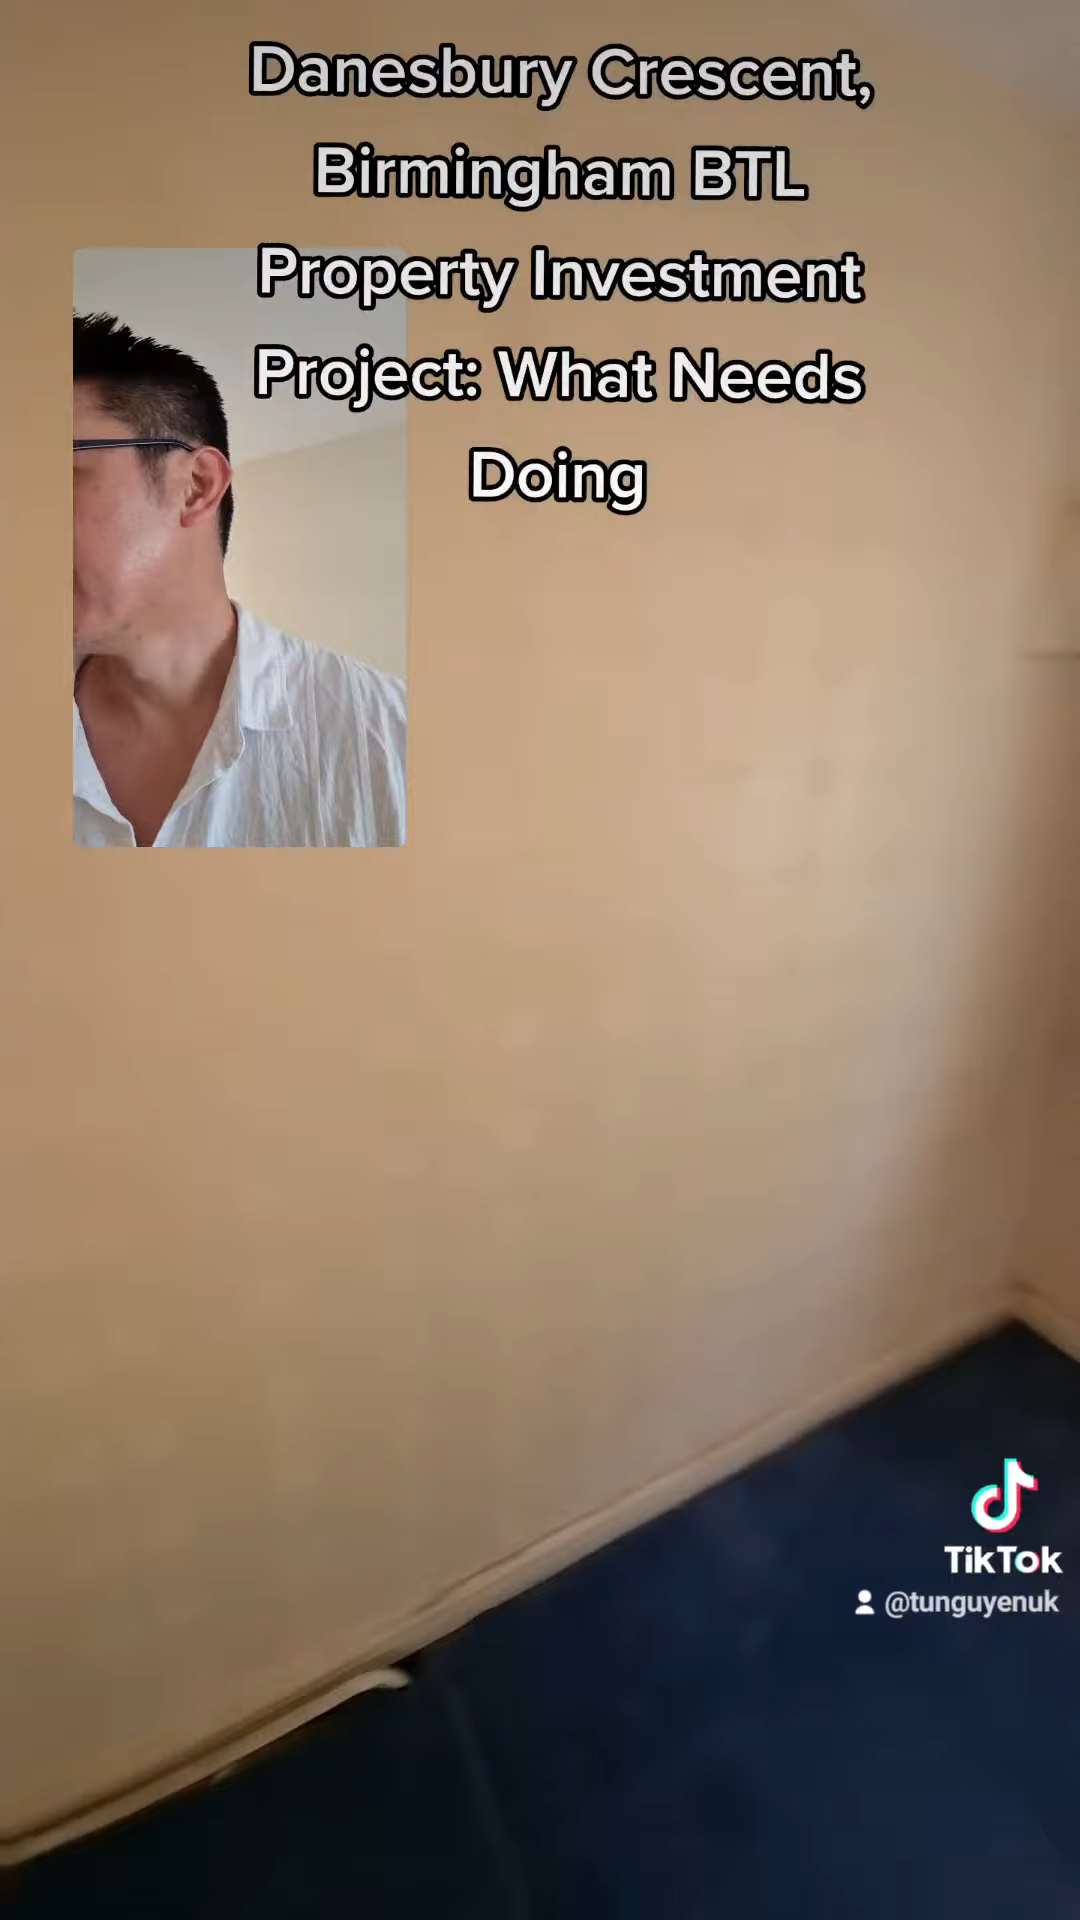 Danesbury Crescent,
Birmingham BTL
Property Investment
Project: What Needs
Doing
TikTok
@tunguyenuk